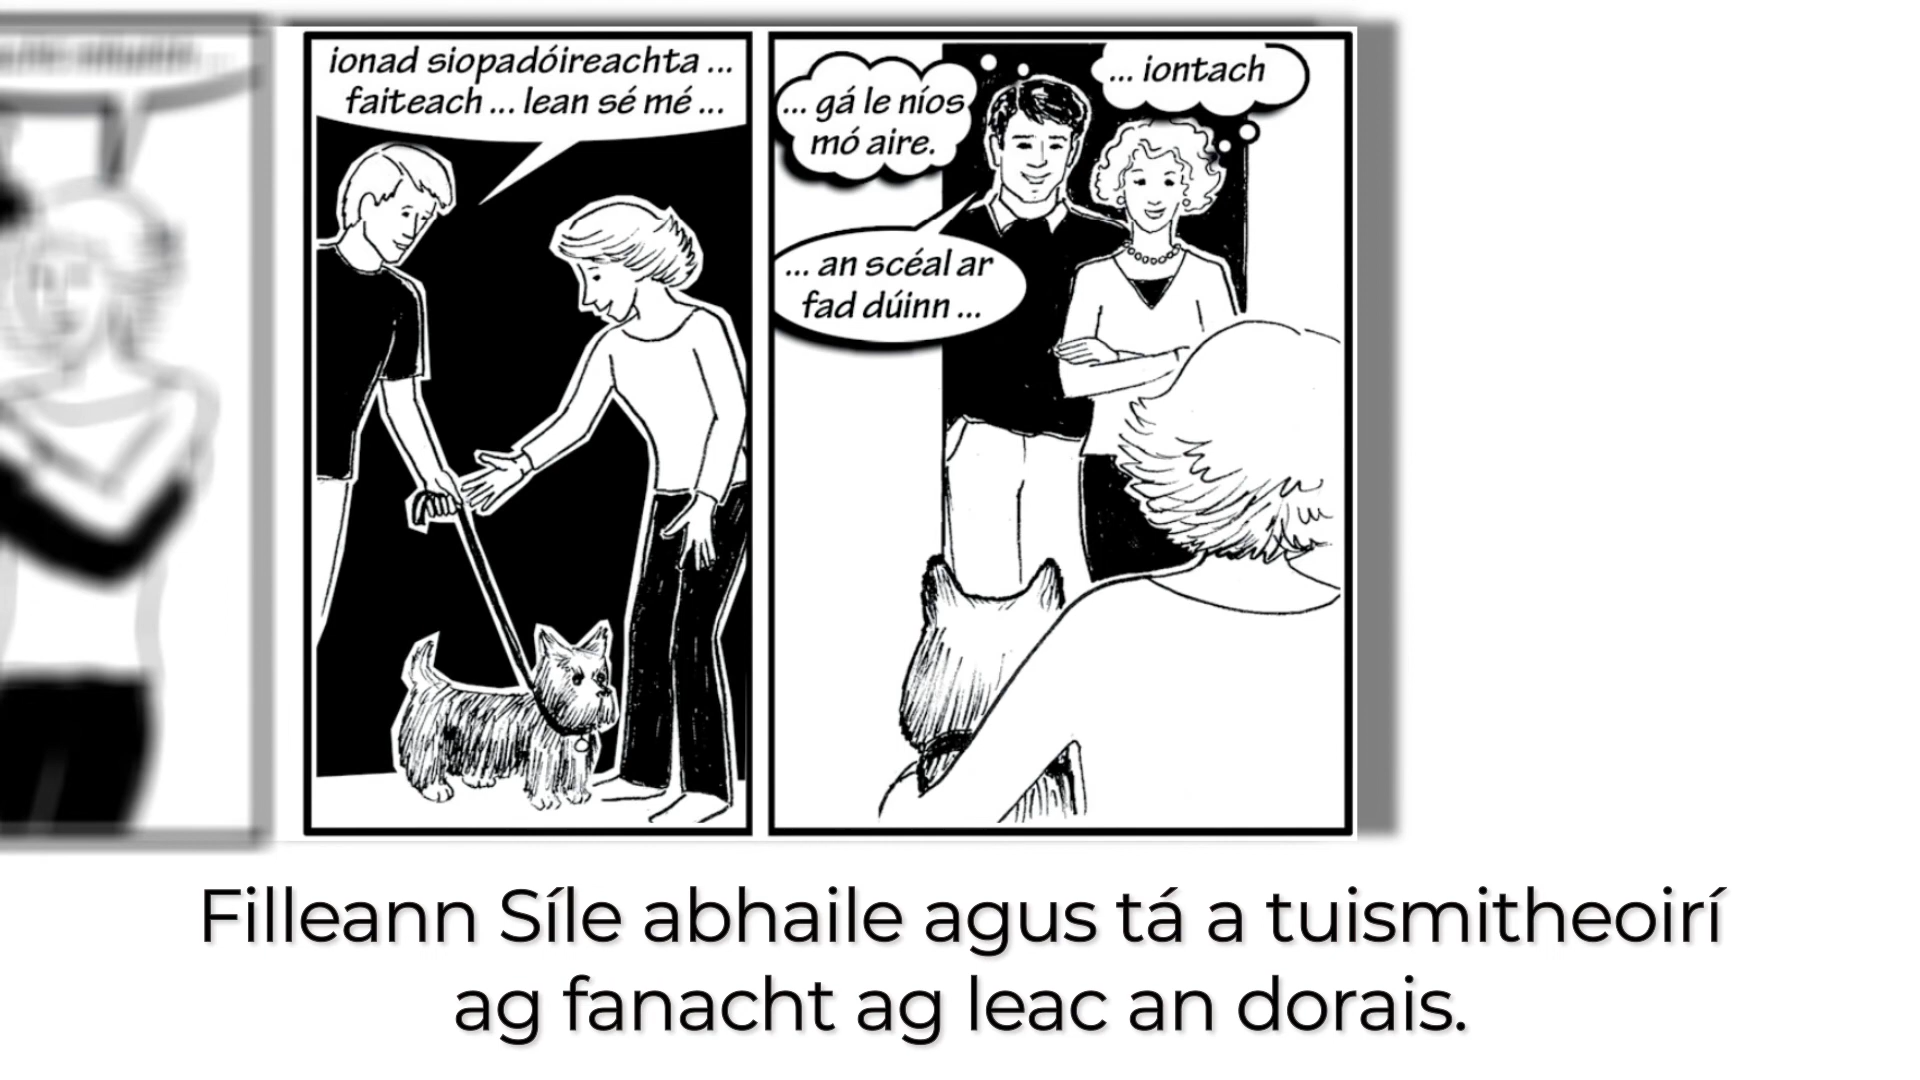 ionad siopadóireachta ...
faiteach ... lean sé mé ...
... gá le níos
mó aire.
... iontach
... an scéal ar
fad dúinn ...
Filleann Síle abhaile agus tá a tuismitheoirí
ag fanacht ag leac an dorais.